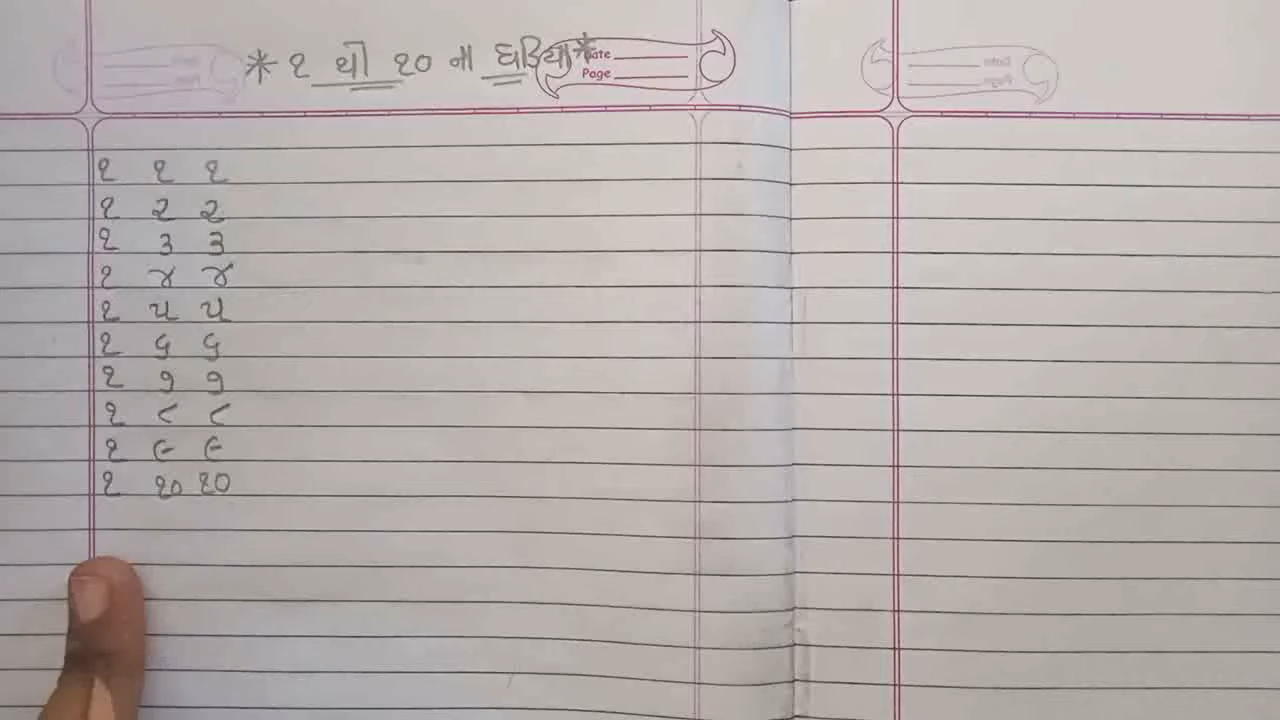 * ૧ થી ૧૦ ના ઘડિયા *
Date
Page
૧ ૧ ૧
૧ ૨ ૨
૧ ૩ ૩
૧ ૪ ૪
૧ ૫ ૫
૧ ૬ ૬
૧ ૭ ૭
૧ ૮ ૮
૧ ૯ ૯
૧ ૧૦ ૧૦